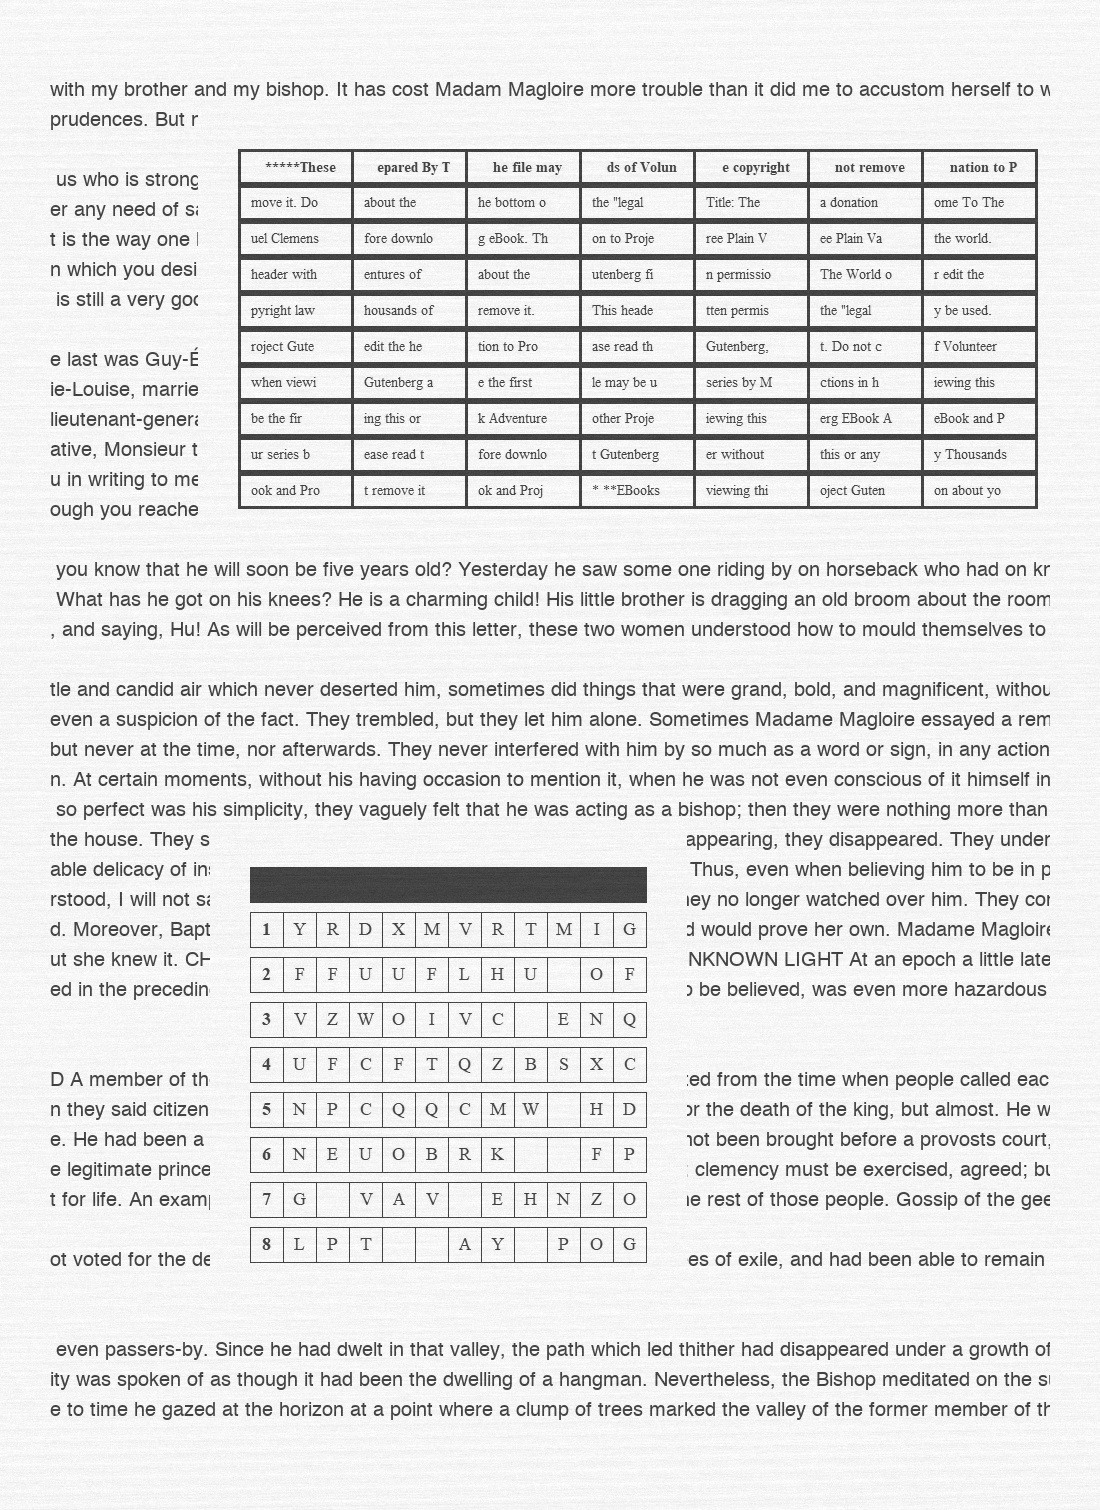 with my brother and my bishop. It has cost Madam Magloire more trouble than it did me to accustom herself to
prudences. But
*****These epared By T he file may ds of Volun e copyright not remove nation to P
move it. Do about the he bottom o the "legal Title: The a donation ome To The
uel Clemens fore downlo g eBook. Th on to Proje ree Plain V ee Plain Va the world.
header with entures of about the utenberg fi n permissio The World o r edit the
pyright law housands of remove it. This heade tten permis the "legal y be used.
roject Gute edit the he tion to Pro ase read th Gutenberg, t. Do not c f Volunteer
when viewi Gutenberg a e the first le may be u series by M ctions in h iewing this
be the fir ing this or k Adventure other Proje iewing this erg EBook A eBook and P
ur series b ease read t fore downlo t Gutenberg er without this or any y Thousands
ook and Pro t remove it ok and Proj * **EBooks viewing thi oject Guten on about yo
us who is strong
er any need of
t is the way one
n which you desi
is still a very
e last was Guy-É
ie-Louise, marrie
lieutenant-genera
ative, Monsieur t
u in writing to me
ough you reache
you know that he will soon be five years old? Yesterday he saw some one riding by on horseback who had on kr
What has he got on his knees? He is a charming child! His little brother is dragging an old broom about the room
, and saying, Hu! As will be perceived from this letter, these two women understood how to mould themselves to
tle and candid air which never deserted him, sometimes did things that were grand, bold, and magnificent, withou
even a suspicion of the fact. They trembled, but they let him alone. Sometimes Madame Magloire essayed a rem
but never at the time, nor afterwards. They never interfered with him by so much as a word or sign, in any action
n. At certain moments, without his having occasion to mention it, when he was not even conscious of it himself in
so perfect was his simplicity, they vaguely felt that he was acting as a bishop; then they were nothing more than
the house. They s appearing, they disappeared. They under
able delicacy of in Thus, even when believing him to be in p
rstood, I will not ey no longer watched over him. They cor
d. Moreover, Bapt would prove her own. Madame Magloire
ut she knew it. CH NKNOWN LIGHT At an epoch a little late
ed in the precedin be believed, was even more hazardous
D A member of th ed from the time when people called eac
n they said citizen or the death of the king, but almost. He w
e. He had been a not been brought before a provosts court,
e legitimate prince clemency must be exercised, agreed; bu
t for life. An exam e rest of those people. Gossip of the gee
ot voted for the de es of exile, and had been able to remain
1 Y R D X M V R T M I G
2 F F U U F L H U O F
3 V Z W O I V C E N Q
4 U F C F T Q Z B S X C
5 N P C Q Q C M W H D
6 N E U O B R K F P
7 G V A V E H N Z O
8 L P T A Y P O G
even passers-by. Since he had dwelt in that valley, the path which led thither had disappeared under a growth of
ity was spoken of as though it had been the dwelling of a hangman. Nevertheless, the Bishop meditated on the s
e to time he gazed at the horizon at a point where a clump of trees marked the valley of the former member of th